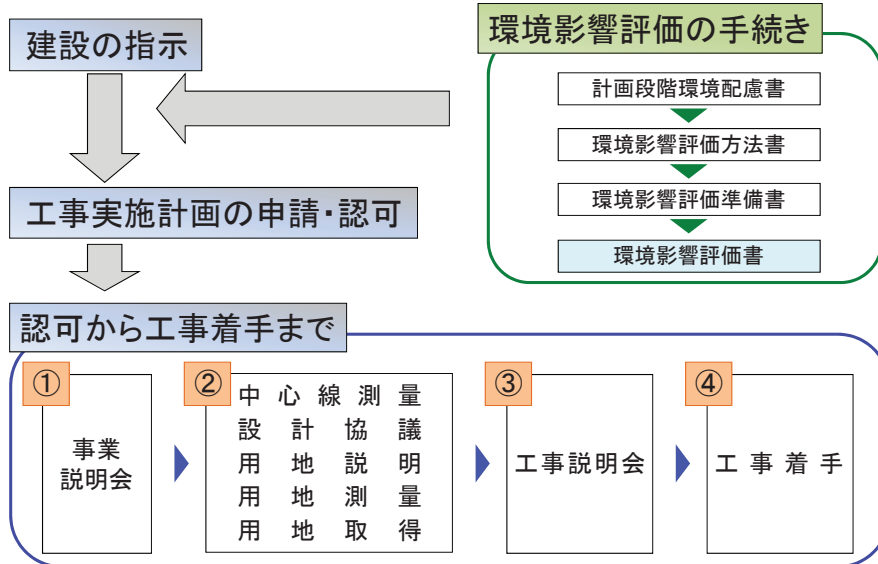 建設の指示
環境影響評価の手続き
計画段階環境配慮書
環境影響評価方法書
環境影響評価準備書
環境影響評価書
工事実施計画の申請・認可
認可から工事着手まで
①
事業
説明会
②
中心線測量
設計協議
用地説明
用地測量
用地取得
③
工事説明会
④
工事着手